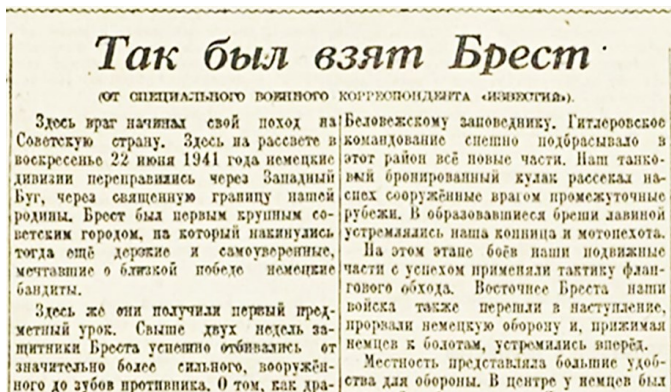 Так был взят Брест
(ОТ СПЕЦИАЛЬНОГО ВОЕННОГО КОРРЕСПОНДЕНТА «ИЗВЕСТИЙ»).
Здесь враг начинал свой поход на
Советскую страну. Здесь на рассвете в
воскресенье 22 июня 1941 года немецкие
дивизии переправились через Западный
Буг, через священную границу нашей
родины. Брест был первым крупным со-
ветским городом, на который накинулись
тогда ещё дерзкие и самоуверенные,
мечтавшие о близкой победе немецкие
бандиты.
Здесь же они получили первый пред-
метный урок. Свыше двух недель за-
щитники Бреста успешно отбивались от
значительно более сильного, вооружён-
ного до зубов противника. О том, как дра-
Беловежскому заповеднику. Гитлеровское
командование спешно подбрасывало в
этот район всё новые части. Наш танко-
вый бронированный кулак рассекал на-
спех сооружённые врагом промежуточные
рубежи. В образовавшиеся бреши лавиной
устремлялись наша конница и мотопехота.
На этом этапе боёв наши подвижные
части с успехом применяли тактику флан-
гового обхода. Восточнее Бреста наши
войска также перешли в наступление,
прорвали немецкую оборону и, прижимая
немцев к болотам, устремились вперёд.
Местность представляла большие удоб-
ства для обороны. В центре у немцев бы-